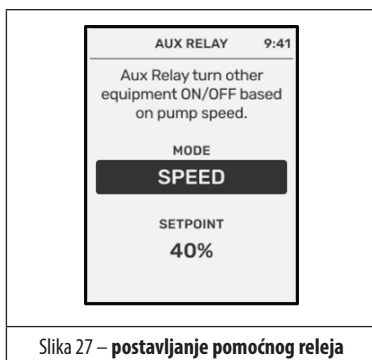 AUX RELAY 9:41
Aux Relay turn other
equipment ON/OFF based
on pump speed.
MODE
SPEED
SETPOINT
40%
Slika 27 – postavljanje pomoćnog releja